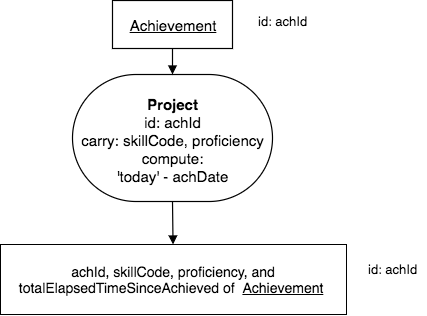 Achievement
id: achId
Project
id: achId
carry: skillCode, proficiency
compute:
'today' - achDate
achId, skillCode, proficiency, and
totalElapsedTimeSinceAchieved of Achievement
id: achId